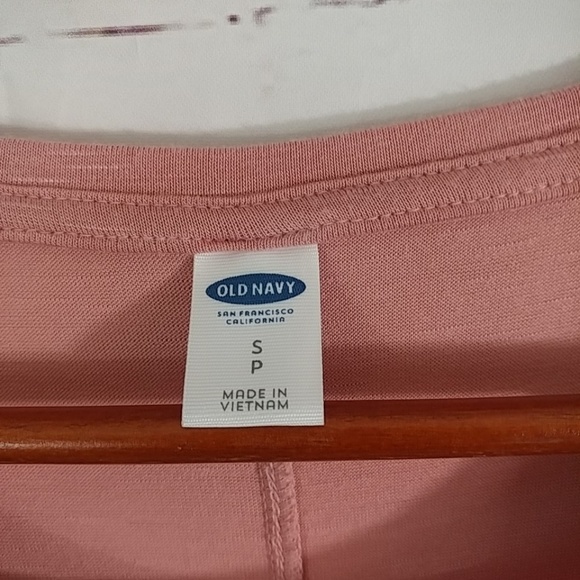 OLD NAVY
SAN FRANCISCO
CALIFORNIA
S
P
MADE IN
VIETNAM